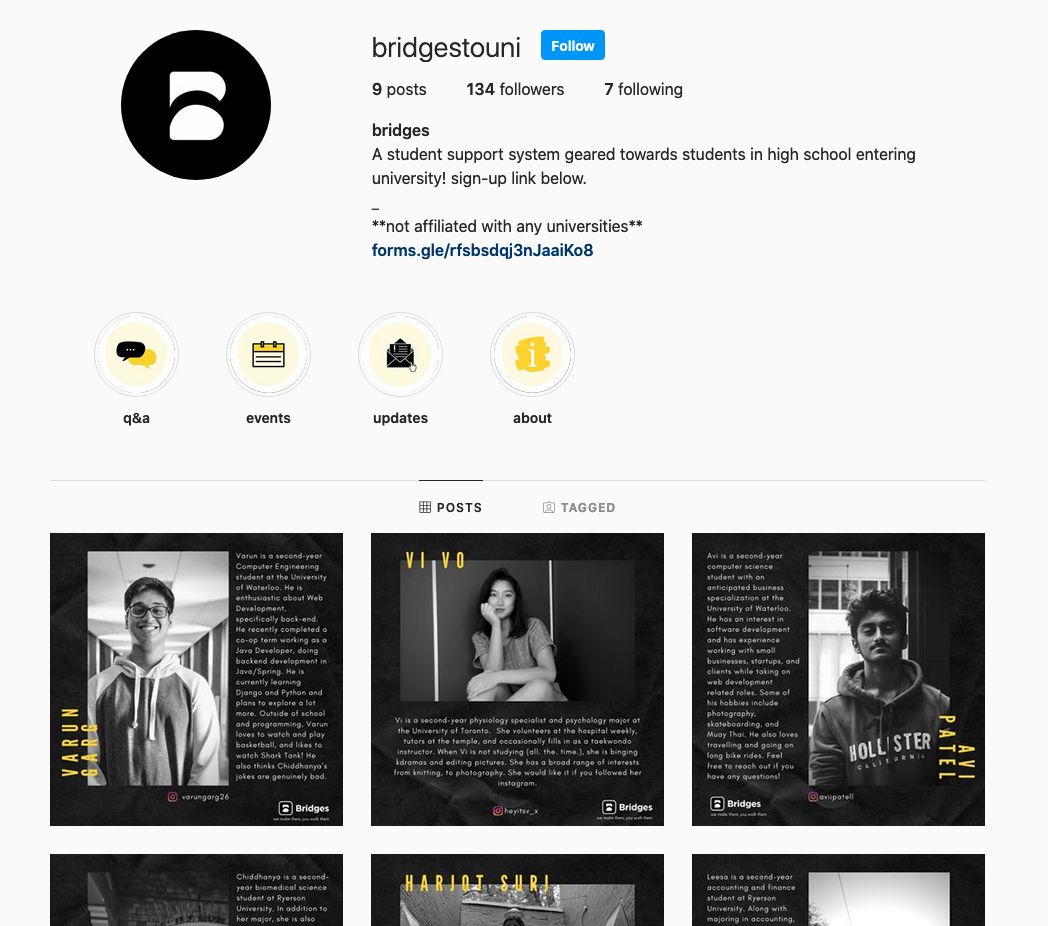 bridgestouni Follow
9 posts 134 followers 7 following
bridges
A student support system geared towards students in high school entering
university! sign-up link below.
_
**not affiliated with any universities**
forms.gle/rfsbsdqj3nJaaiKo8
q&a events updates about
POSTS TAGGED
Varun is a second-year
Computer Engineering
student at the University
of Waterloo. He is
enthusiastic about Web
Development,
specifically back-end.
He recently completed a
co-op term working as a
Java Developer, doing
backend development in
Java/Spring. He is
currently learning
Django and Python and
plans to explore a lot
more. Outside of school
and programming, Varun
loves to watch and play
basketball, and likes to
watch Shark Tank! He
also thinks Chiddhanya's
jokes are genuinely bad.
VARUN
GARG
varungarg26
Bridges
we make them, you walk them
VI VO
Vi is a second-year physiology specialist and psychology major at
the University of Toronto. She volunteers at the hospital weekly,
tutors at the temple, and occasionally fills in as a taekwondo
instructor. When Vi is not studying (all. the. time.), she is binging
kdramas and editing pictures. She has a broad range of interests
from knitting, to photography. She would like it if you followed her
instagram.
heyitsv_x
Bridges
we make them, you walk them
Avi is a second-year
computer science
student with an
anticipated business
specialization at the
University of Waterloo.
He has an interest in
software development
and has experience
working with small
businesses, startups, and
clients while taking on
web development
related roles. Some of
his hobbies include
photography,
skateboarding, and
Muay Thai. He also loves
travelling and going on
long bike rides. Feel
free to reach out if you
have any questions!
HOLLISTER
CALIFORNIA
AVI
PATEL
aviipatell
Bridges
we make them, you walk them
Chiddhanya is a second-
year biomedical science
student at Ryerson
University. In addition to
her major, she is also
HARJOT SURI
Leesa is a second-year
accounting and finance
student at Ryerson
University. Along with
majoring in accounting,